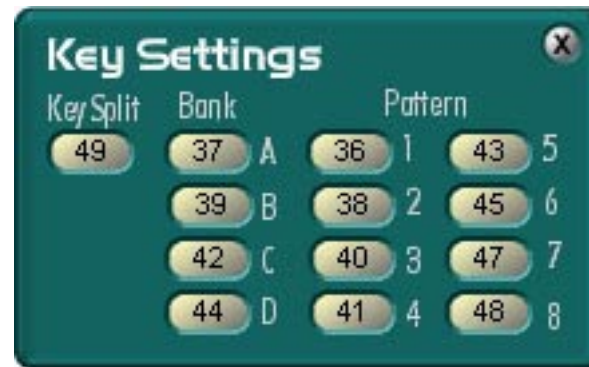 Key Settings X
Key Split Bank Pattern
49 37 A 36 1 43 5
39 B 38 2 45 6
42 C 40 3 47 7
44 D 41 4 48 8